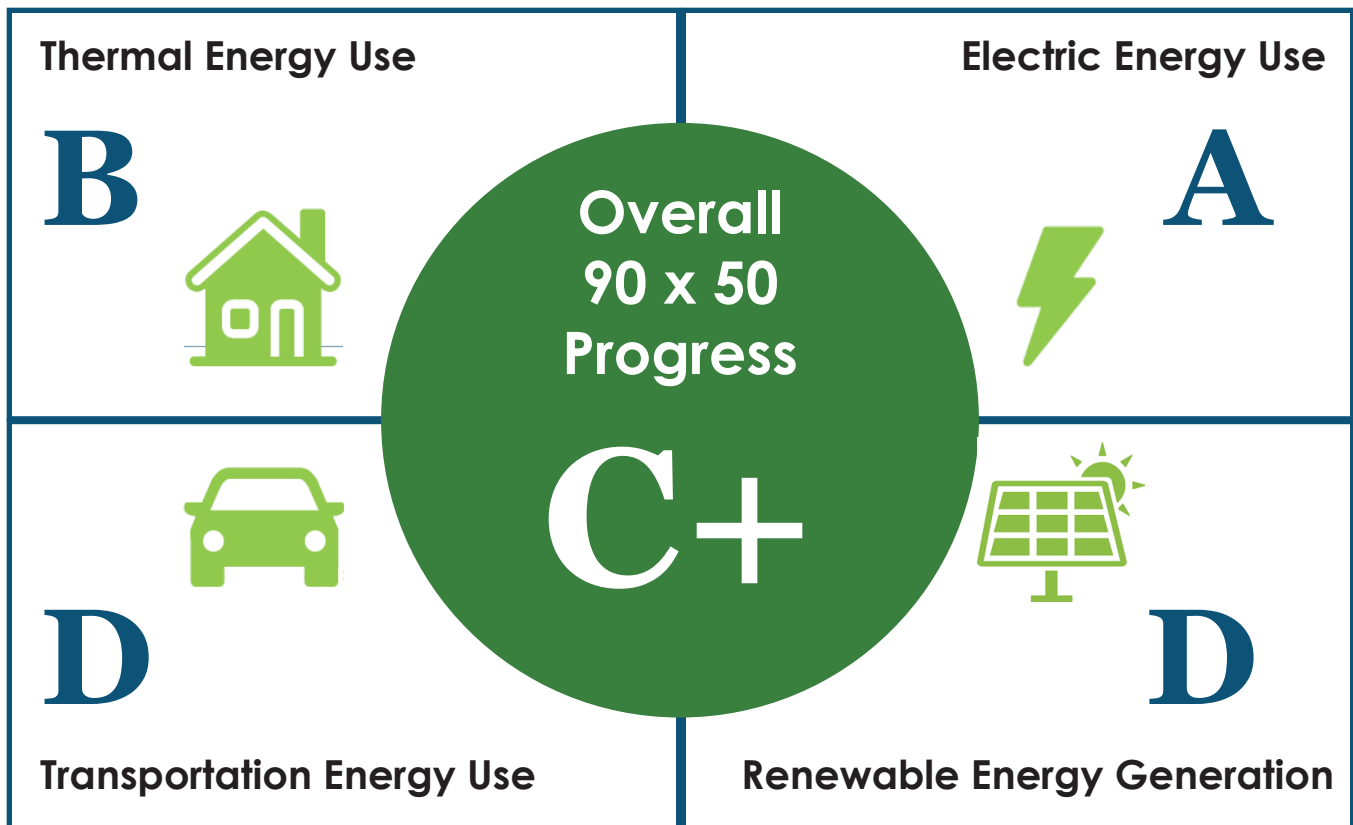 Thermal Energy Use
B
Electric Energy Use
A
Overall
90 x 50
Progress
C+
D
Transportation Energy Use
D
Renewable Energy Generation